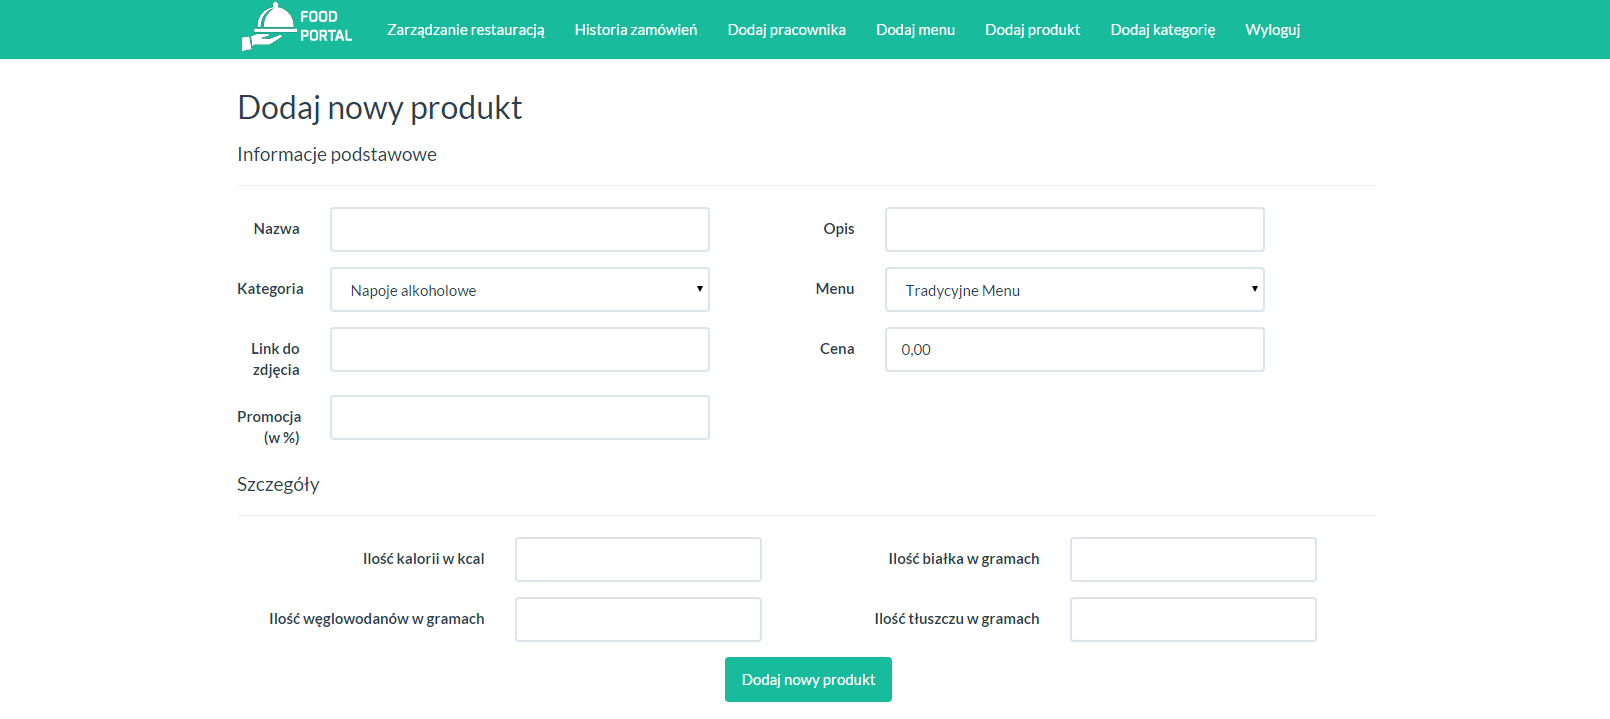 FOOD
PORTAL
Zarządzanie restauracją Historia zamówień Dodaj pracownika Dodaj menu Dodaj produkt Dodaj kategorię Wyloguj
Dodaj nowy produkt
Informacje podstawowe
Nazwa Opis
Kategoria Napoje alkoholowe Menu Tradycyjne Menu
Link do zdjęcia Cena 0,00
Promocja (w %)
Szczegóły
Ilość kalorii w kcal Ilość białka w gramach
Ilość węglowodanów w gramach Ilość tłuszczu w gramach
Dodaj nowy produkt